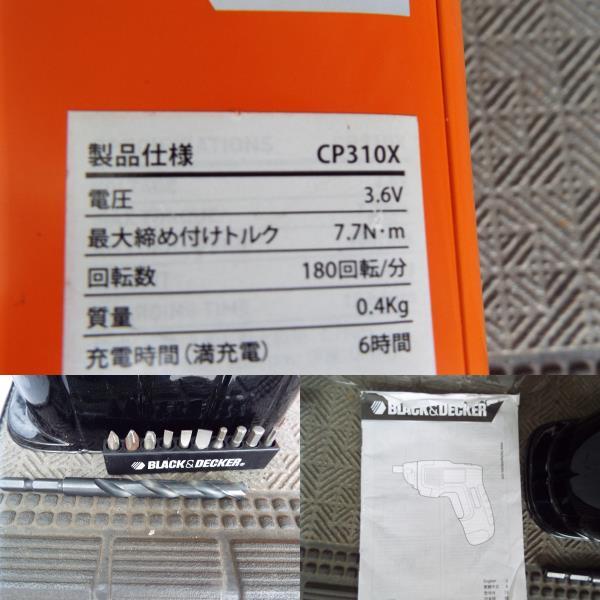 製品仕様 CP310X
電圧 3.6V
最大締め付けトルク 7.7N·m
回転数 180回転/分
質量 0.4Kg
充電時間(満充電) 6時間
BLACK&DECKER®
BLACK&DECKER
English